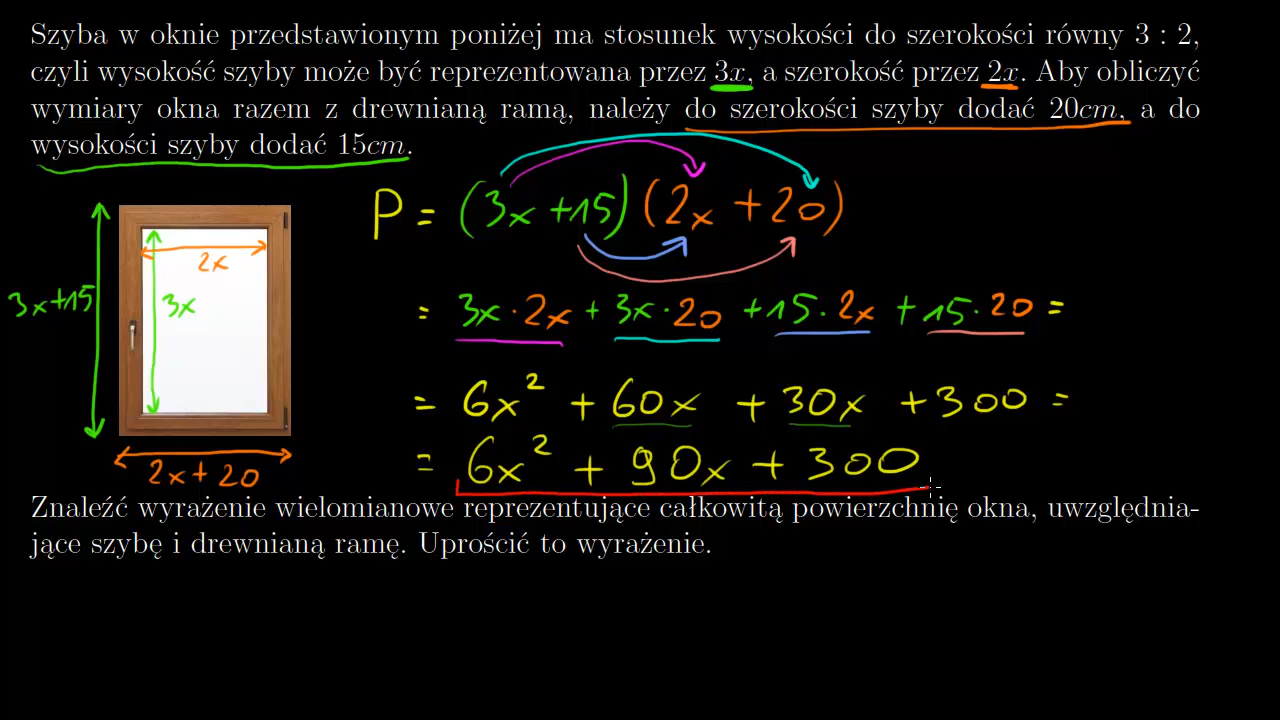 Szyba w oknie przedstawionym poniżej ma stosunek wysokości do szerokości równy 3 : 2,
czyli wysokość szyby może być reprezentowana przez 3x, a szerokość przez 2x. Aby obliczyć
wymiary okna razem z drewnianą ramą, należy do szerokości szyby dodać 20cm, a do
wysokości szyby dodać 15cm.
P = (3x +15)(2x +20)
2x
3x+15
3x
= 3x·2x + 3x·20 +15·2x +15·20 =
= 6x² + 60x + 30x +300 =
= 6x² + 90x + 300
2x+20
Znaleźć wyrażenie wielomianowe reprezentujące całkowitą powierzchnię okna, uwzględnia-
jące szybę i drewnianą ramę. Uprościć to wyrażenie.